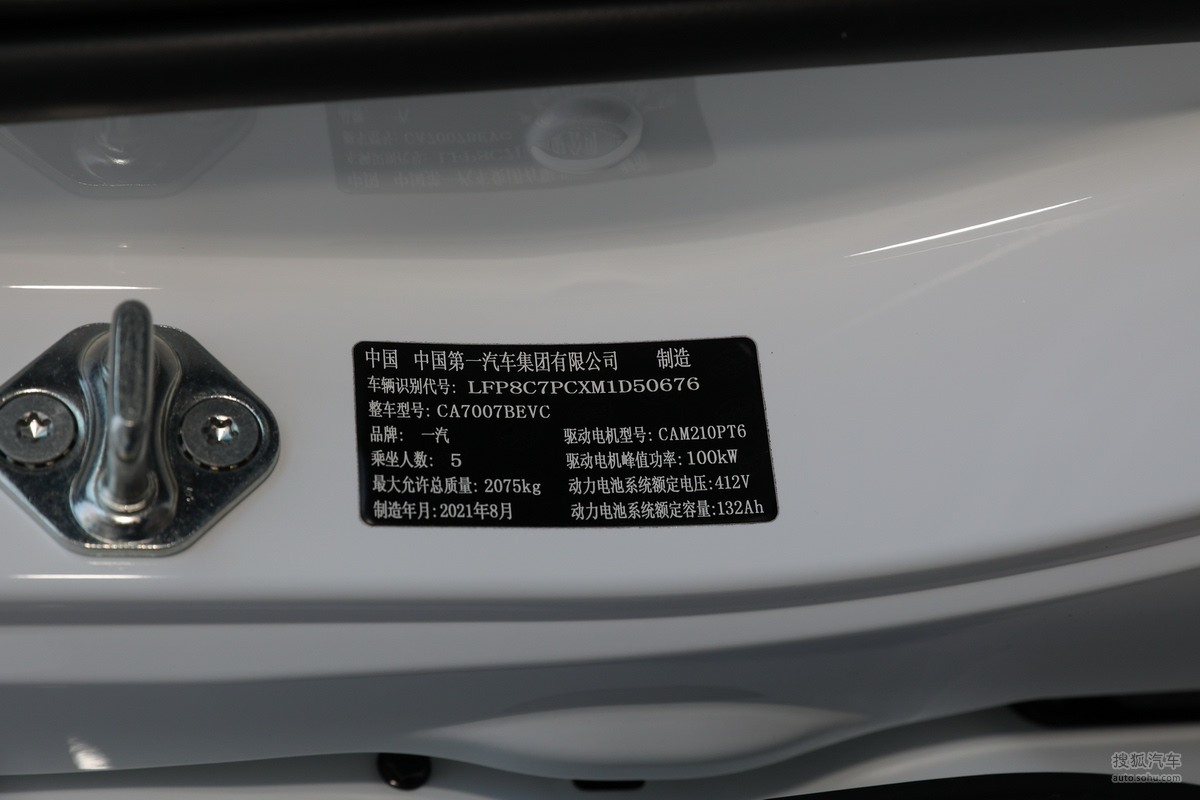 中国 中国第一汽车集团有限公司 制造
车辆识别代号: LFP8C7PCXM1D50676
整车型号: CA7007BEVC
品牌: 一汽 驱动电机型号: CAM210PT6
乘坐人数: 5 驱动电机峰值功率: 100kW
最大允许总质量: 2075kg 动力电池系统额定电压: 412V
制造年月: 2021年8月 动力电池系统额定容量: 132Ah
搜狐汽车
auto.sohu.com